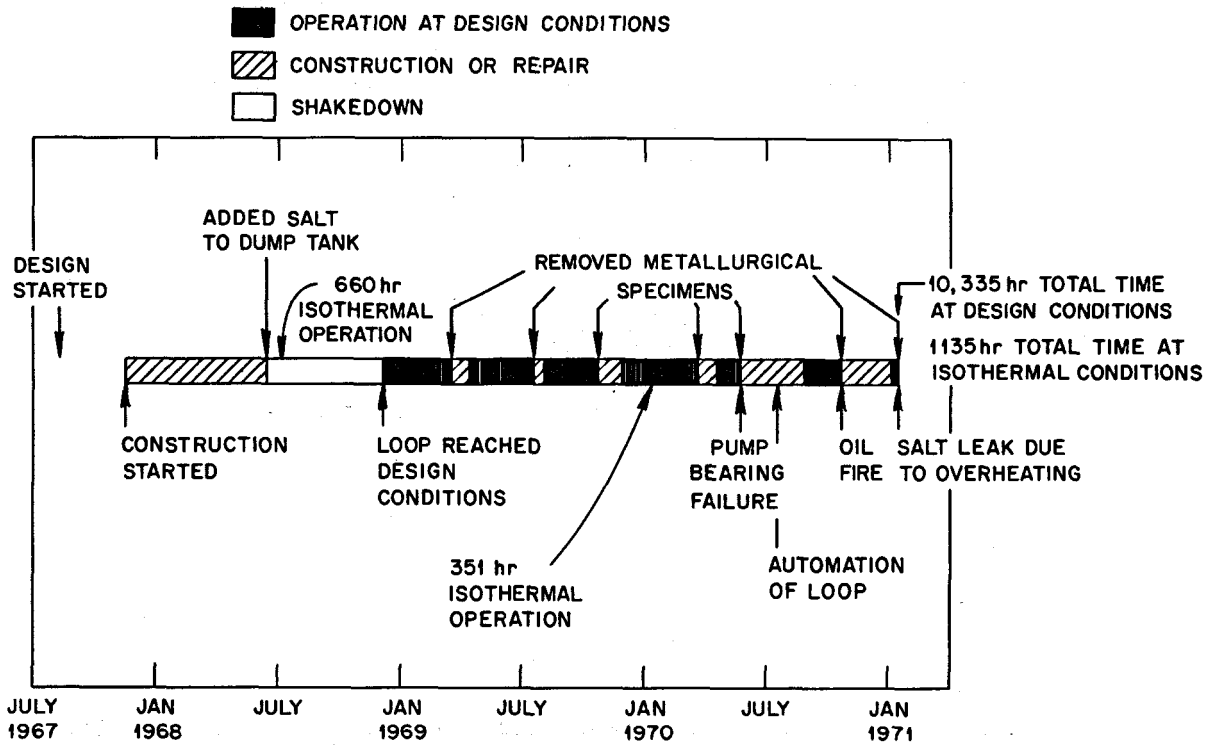 OPERATION AT DESIGN CONDITIONS
CONSTRUCTION OR REPAIR
SHAKEDOWN
ADDED SALT
TO DUMP TANK
DESIGN
STARTED
660 hr
ISOTHERMAL
OPERATION
REMOVED METALLURGICAL
SPECIMENS
10,335 hr TOTAL TIME
AT DESIGN CONDITIONS
1135 hr TOTAL TIME AT
ISOTHERMAL CONDITIONS
CONSTRUCTION
STARTED
LOOP REACHED
DESIGN
CONDITIONS
PUMP
BEARING
FAILURE
OIL
FIRE
SALT LEAK DUE
TO OVERHEATING
351 hr
ISOTHERMAL
OPERATION
AUTOMATION
OF LOOP
JULY
1967
JAN
1968
JULY
JAN
1969
JULY
JAN
1970
JULY
JAN
1971